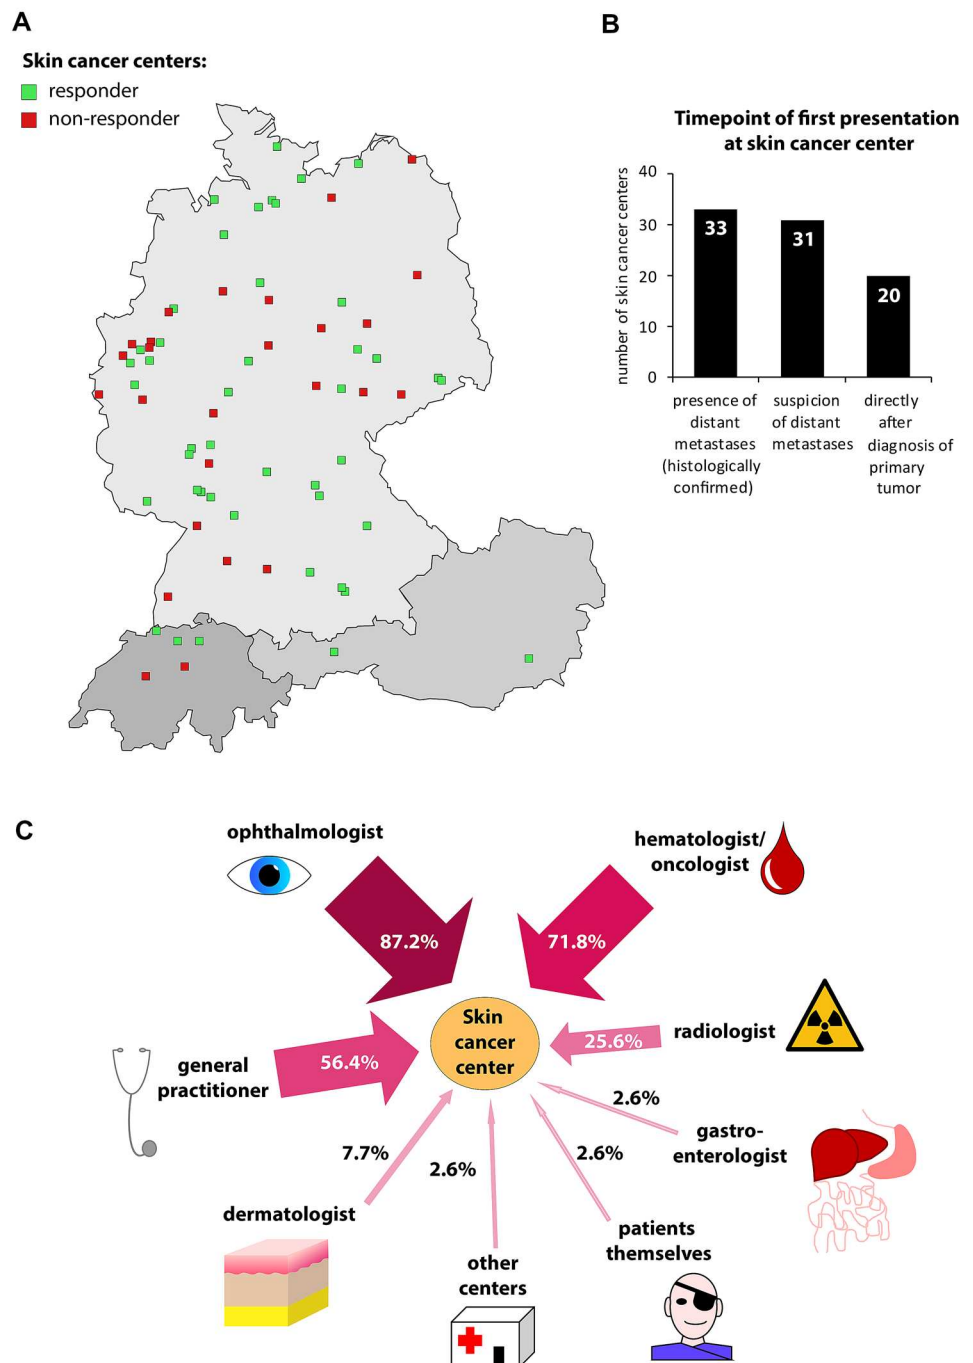 A
Skin cancer centers:
responder
non-responder
B
Timepoint of first presentation
at skin cancer center
number of skin cancer centers
40
30
20
10
0
33
31
20
presence of
distant
metastases
(histologically
confirmed)
suspicion
of distant
metastases
directly
after
diagnosis of
primary
tumor
C
ophthalmologist
87.2%
hematologist/
oncologist
71.8%
Skin
cancer
center
radiologist
25.6%
general
practitioner
56.4%
2.6%
gastro-
enterologist
7.7%
dermatologist
2.6%
other
centers
2.6%
patients
themselves